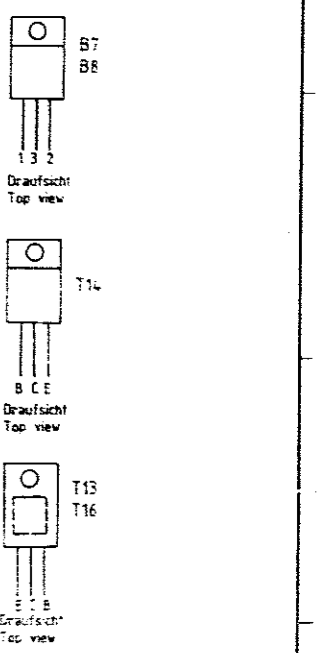 B7
B8
1 3 2
Draufsicht
Top view
T14
B C E
Draufsicht
Top view
T13
T16
E C B
Draufsicht
Top view